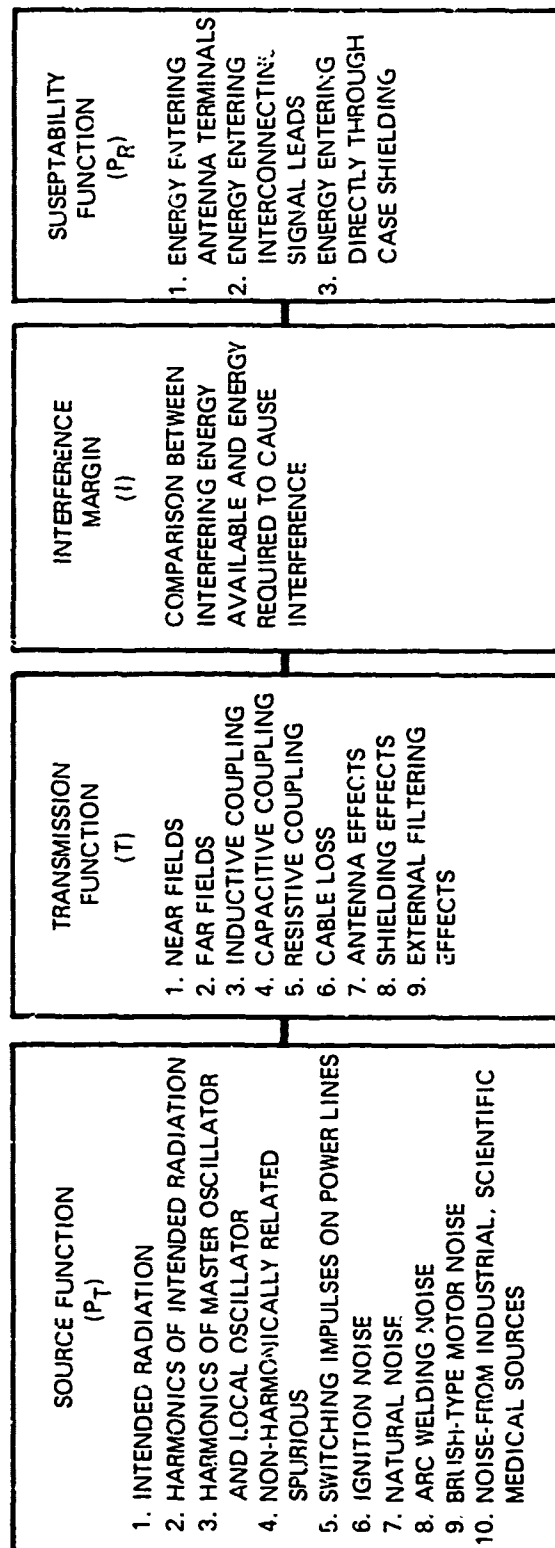 SOURCE FUNCTION
(PT)
1. INTENDED RADIATION
2. HARMONICS OF INTENDED RADIATION
3. HARMONICS OF MASTER OSCILLATOR
AND LOCAL OSCILLATOR
4. NON-HARMONICALLY RELATED
SPURIOUS
5. SWITCHING IMPULSES ON POWER LINES
6. IGNITION NOISE
7. NATURAL NOISE
8. ARC WELDING NOISE
9. BRUSH-TYPE MOTOR NOISE
10. NOISE-FROM INDUSTRIAL, SCIENTIFIC
MEDICAL SOURCES
TRANSMISSION
FUNCTION
(T)
1. NEAR FIELDS
2. FAR FIELDS
3. INDUCTIVE COUPLING
4. CAPACITIVE COUPLING
5. RESISTIVE COUPLING
6. CABLE LOSS
7. ANTENNA EFFECTS
8. SHIELDING EFFECTS
9. EXTERNAL FILTERING
EFFECTS
INTERFERENCE
MARGIN
(I)
COMPARISON BETWEEN
INTERFERING ENERGY
AVAILABLE AND ENERGY
REQUIRED TO CAUSE
INTERFERENCE
SUSEPTABILITY
FUNCTION
(PR)
1. ENERGY ENTERING
ANTENNA TERMINALS
2. ENERGY ENTERING
INTERCONNECTING
SIGNAL LEADS
3. ENERGY ENTERING
DIRECTLY THROUGH
CASE SHIELDING